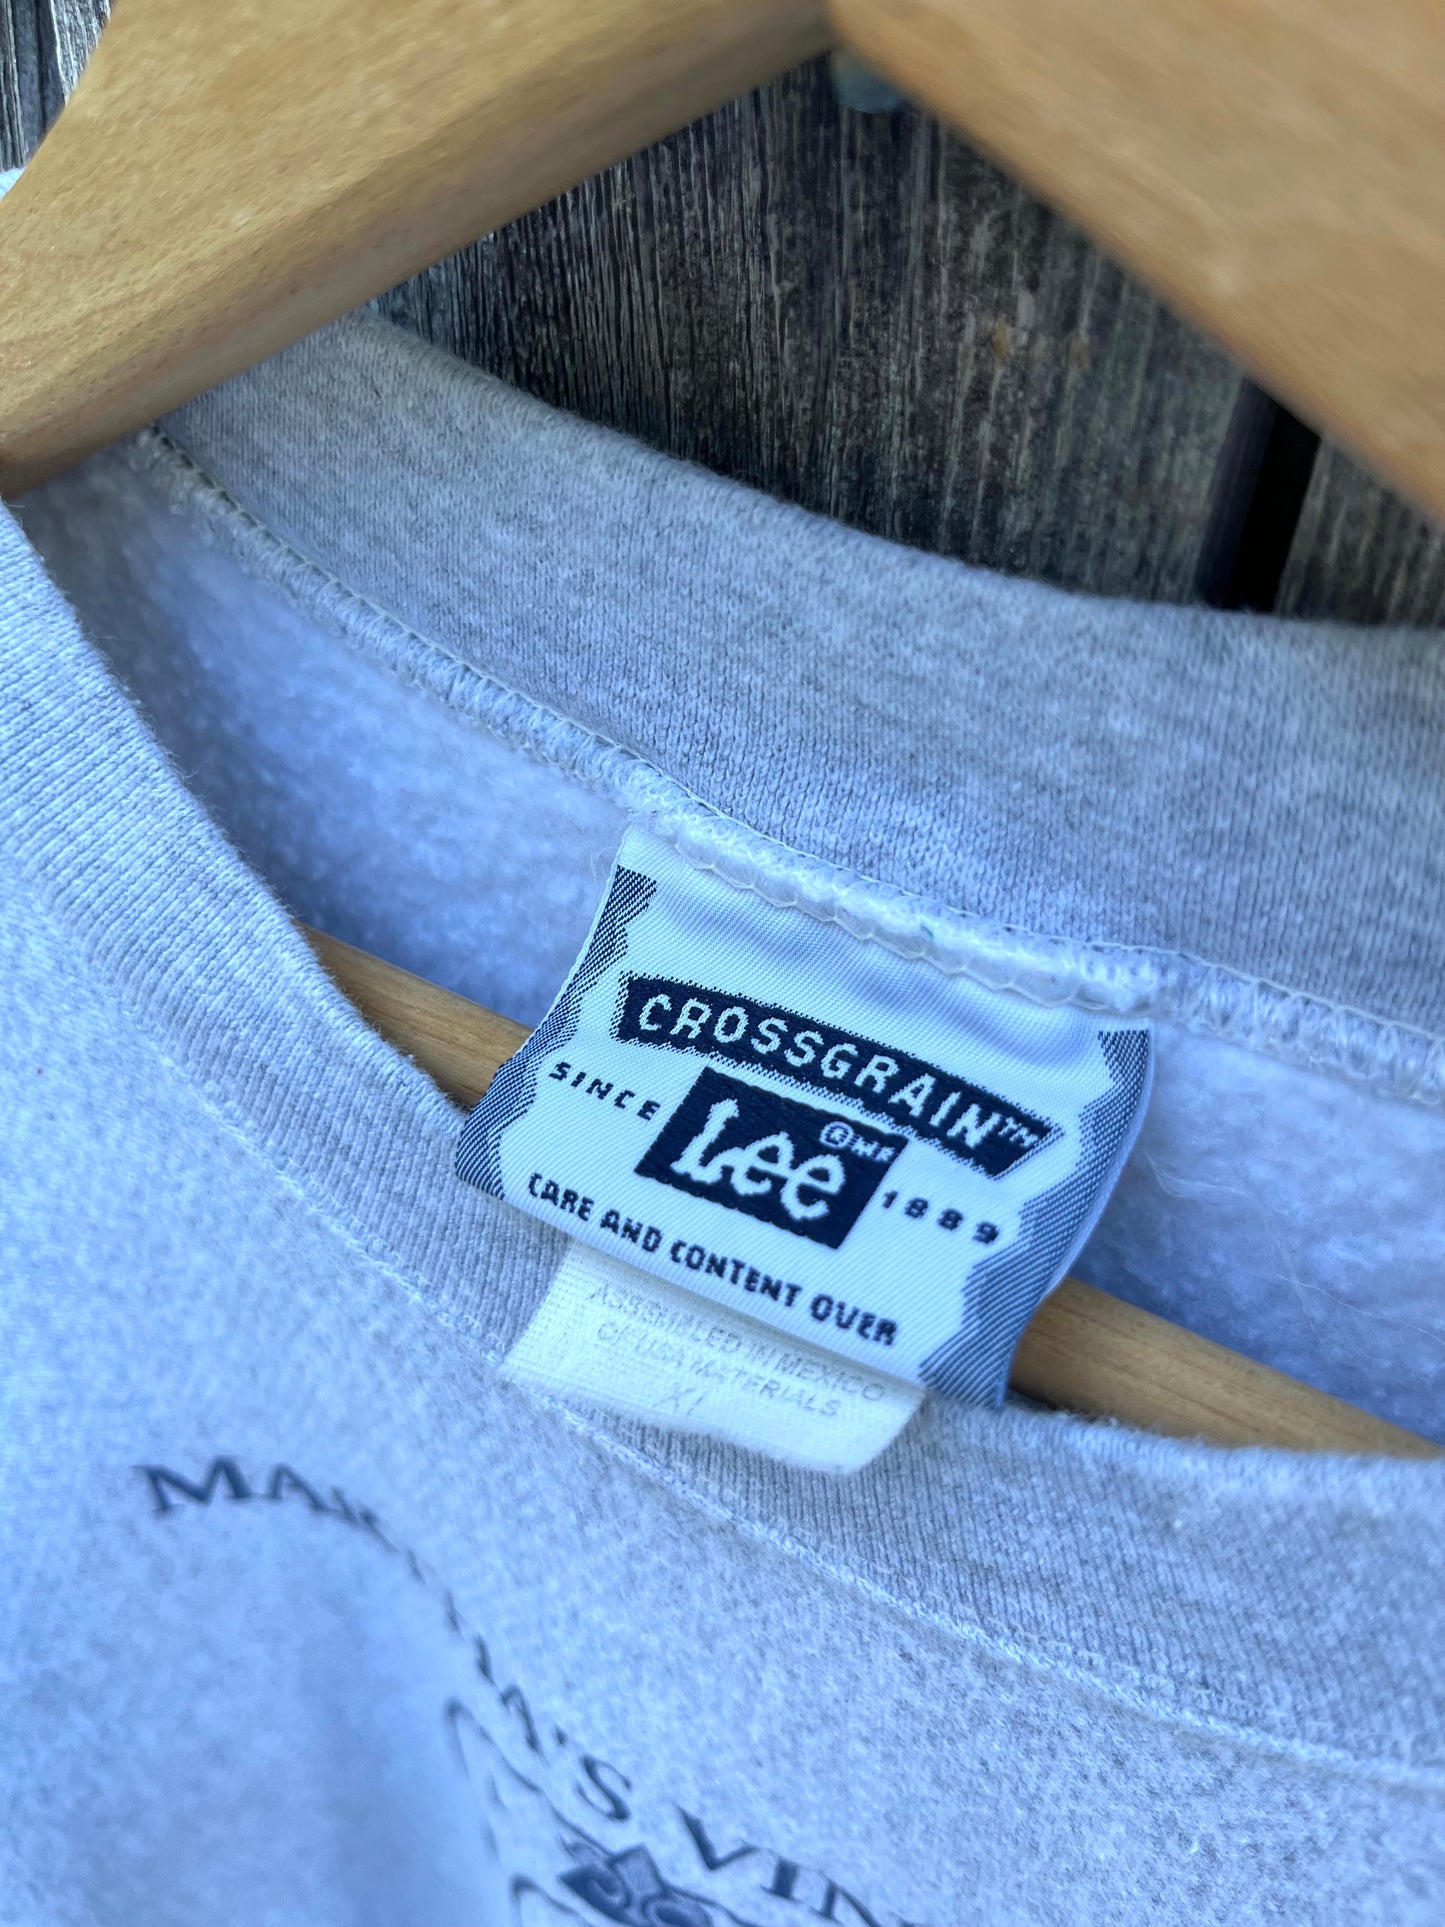 CROSSGRAIN™
SINCE Lee ®MR 1889
CARE AND CONTENT OVER
ASSEMBLED IN MEXICO
OF USA MATERIALS
XL